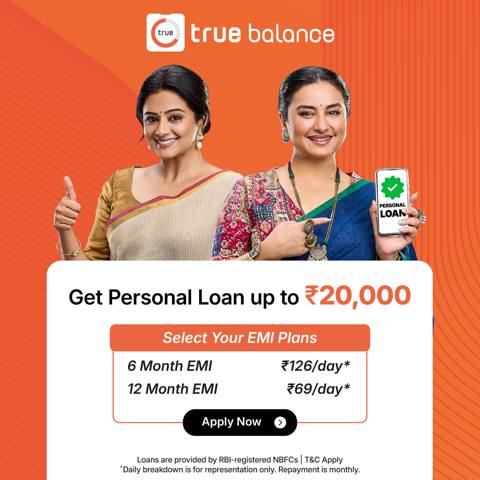 true true balance
PERSONAL
LOAN
Get Personal Loan up to ₹20,000
Select Your EMI Plans
6 Month EMI ₹126/day*
12 Month EMI ₹69/day*
Apply Now
Loans are provided by RBI-registered NBFCs | T&C Apply
*Daily breakdown is for representation only. Repayment is monthly.